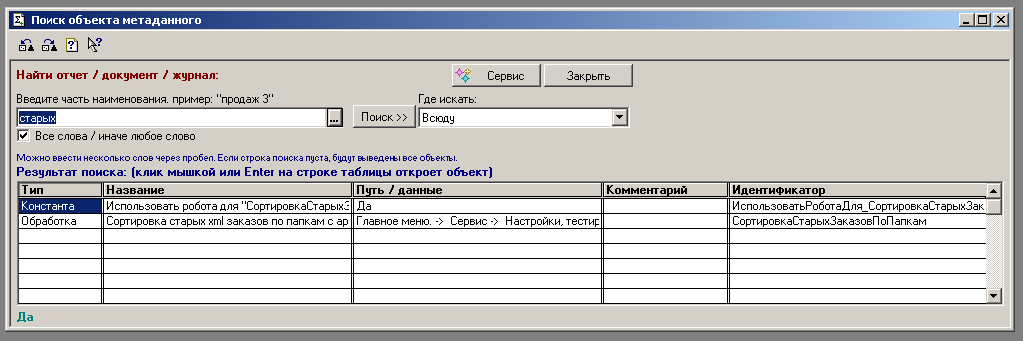 Поиск объекта метаданного
Найти отчет / документ / журнал:
Сервис
Закрыть
Введите часть наименования. пример: "продаж 3"
Где искать:
старых
...
Поиск >>
Всюду
Все слова / иначе любое слово
Можно ввести несколько слов через пробел. Если строка поиска пуста, будут выведены все объекты.
Результат поиска: (клик мышкой или Enter на строке таблицы откроет объект)
Тип Название Путь / данные Комментарий Идентификатор
Константа Использовать робота для "СортировкаСтарыхЗ Да ИспользоватьРоботаДля_СортировкаСтарыхЗак
Обработка Сортировка старых xml заказов по папкам с ар Главное меню. -> Сервис -> Настройки, тестир СортировкаСтарыхЗаказовПоПапкам
Да